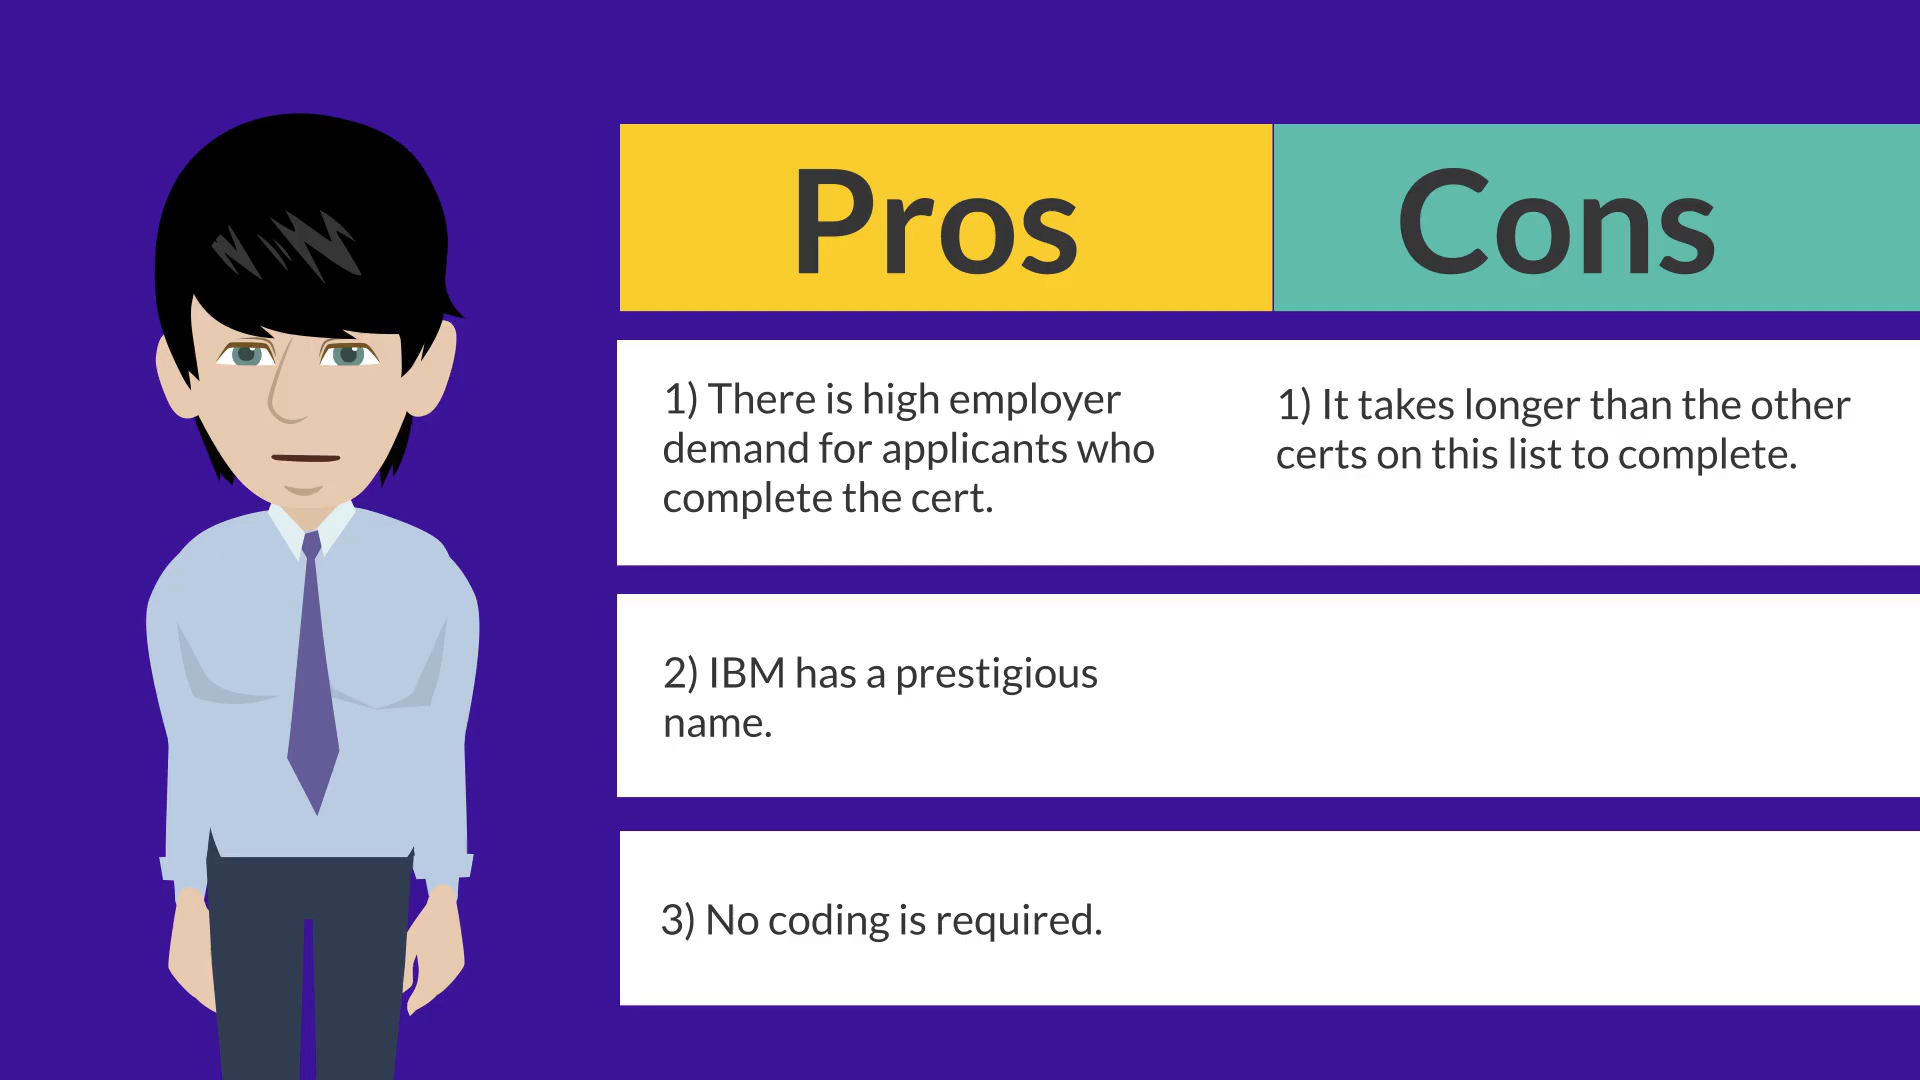 Pros
Cons
1) There is high employer
demand for applicants who
complete the cert.
1) It takes longer than the other
certs on this list to complete.
2) IBM has a prestigious
name.
3) No coding is required.